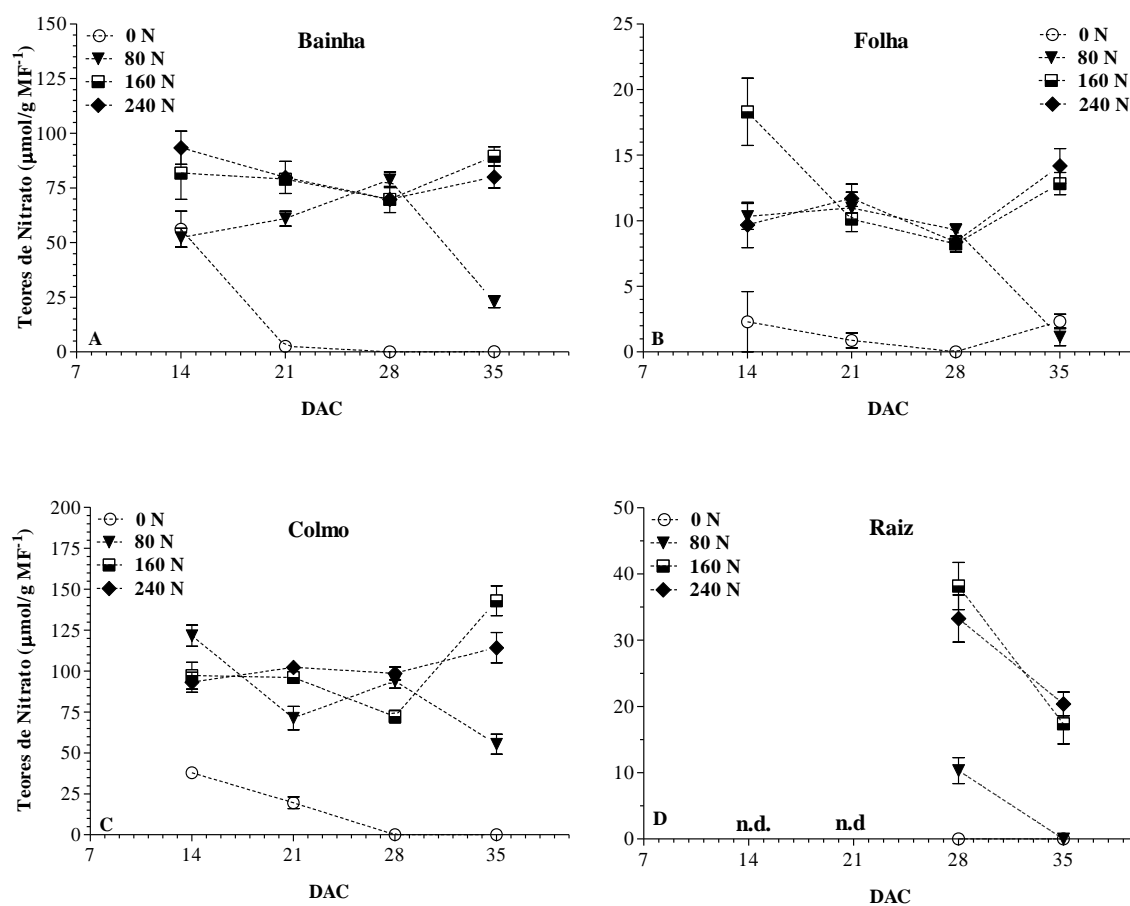 Bainha
0 N
80 N
160 N
240 N
Teores de Nitrato (µmol/g MF⁻¹)
150
125
100
75
50
25
0
A
7 14 21 28 35
DAC
Folha
0 N
80 N
160 N
240 N
25
20
15
10
5
0
B
7 14 21 28 35
DAC
Colmo
0 N
80 N
160 N
240 N
Teores de Nitrato (µmol/g MF⁻¹)
200
175
150
125
100
75
50
25
0
C
7 14 21 28 35
DAC
Raiz
0 N
80 N
160 N
240 N
50
40
30
20
10
0
D
n.d. n.d
7 14 21 28 35
DAC